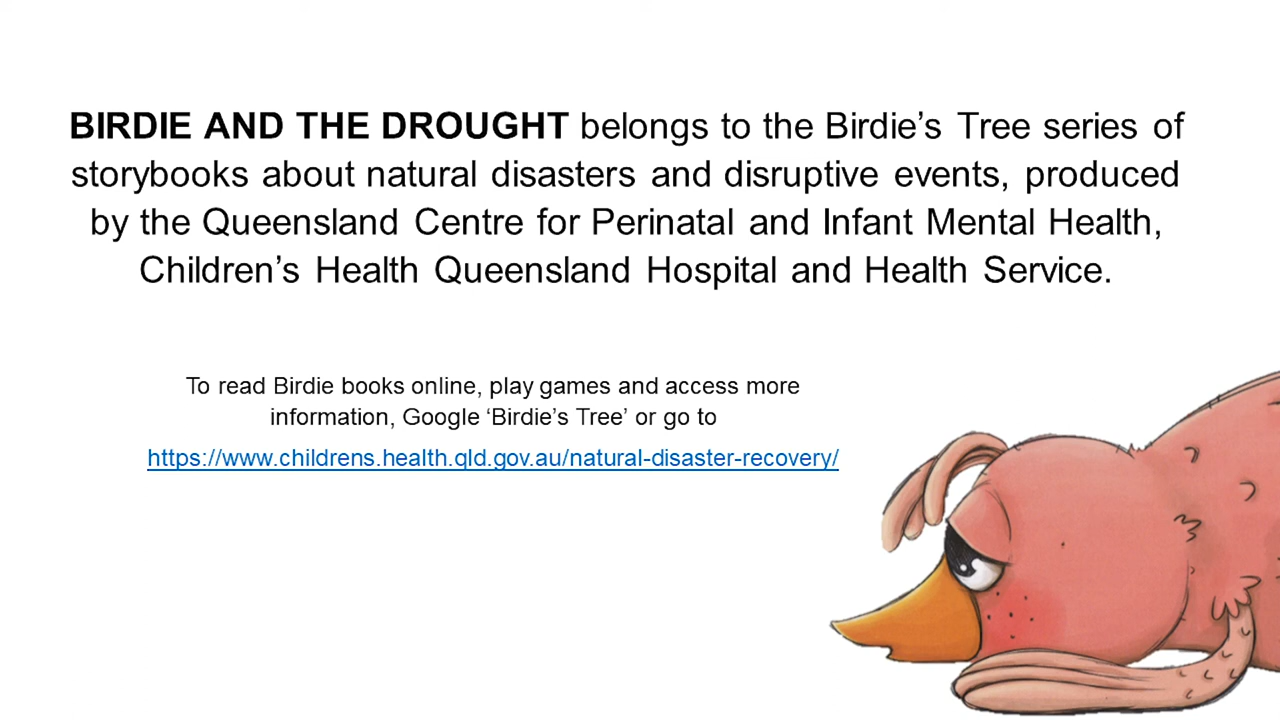 BIRDIE AND THE DROUGHT belongs to the Birdie’s Tree series of
storybooks about natural disasters and disruptive events, produced
by the Queensland Centre for Perinatal and Infant Mental Health,
Children’s Health Queensland Hospital and Health Service.
To read Birdie books online, play games and access more
information, Google ‘Birdie’s Tree’ or go to
https://www.childrens.health.qld.gov.au/natural-disaster-recovery/